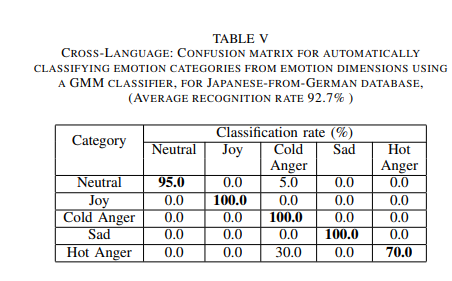 TABLE V
CROSS-LANGUAGE: CONFUSION MATRIX FOR AUTOMATICALLY
CLASSIFYING EMOTION CATEGORIES FROM EMOTION DIMENSIONS USING
A GMM CLASSIFIER, FOR JAPANESE-FROM-GERMAN DATABASE,
(AVERAGE RECOGNITION RATE 92.7% )
Category Classification rate (%)
Neutral Joy Cold Anger Sad Hot Anger
Neutral 95.0 0.0 5.0 0.0 0.0
Joy 0.0 100.0 0.0 0.0 0.0
Cold Anger 0.0 0.0 100.0 0.0 0.0
Sad 0.0 0.0 0.0 100.0 0.0
Hot Anger 0.0 0.0 30.0 0.0 70.0